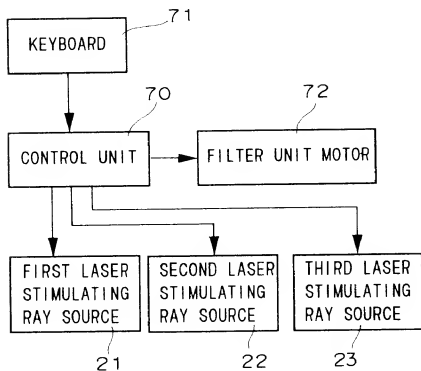 71
KEYBOARD
70
72
CONTROL UNIT
FILTER UNIT MOTOR
FIRST LASER
STIMULATING
RAY SOURCE
SECOND LASER
STIMULATING
RAY SOURCE
THIRD LASER
STIMULATING
RAY SOURCE
21
22
23